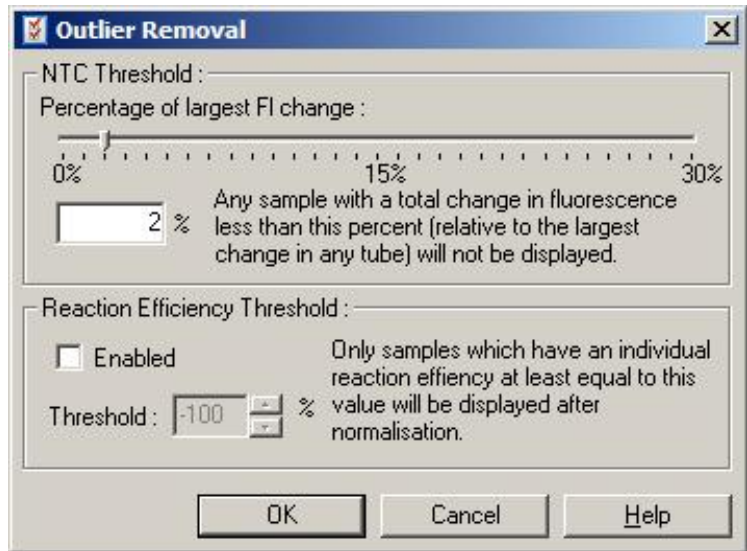 Outlier Removal
NTC Threshold :
Percentage of largest Fl change :
0% 15% 30%
2 %
Any sample with a total change in fluorescence
less than this percent (relative to the largest
change in any tube) will not be displayed.
Reaction Efficiency Threshold :
Enabled
Threshold : -100 %
Only samples which have an individual
reaction effiency at least equal to this
value will be displayed after
normalisation.
OK Cancel Help